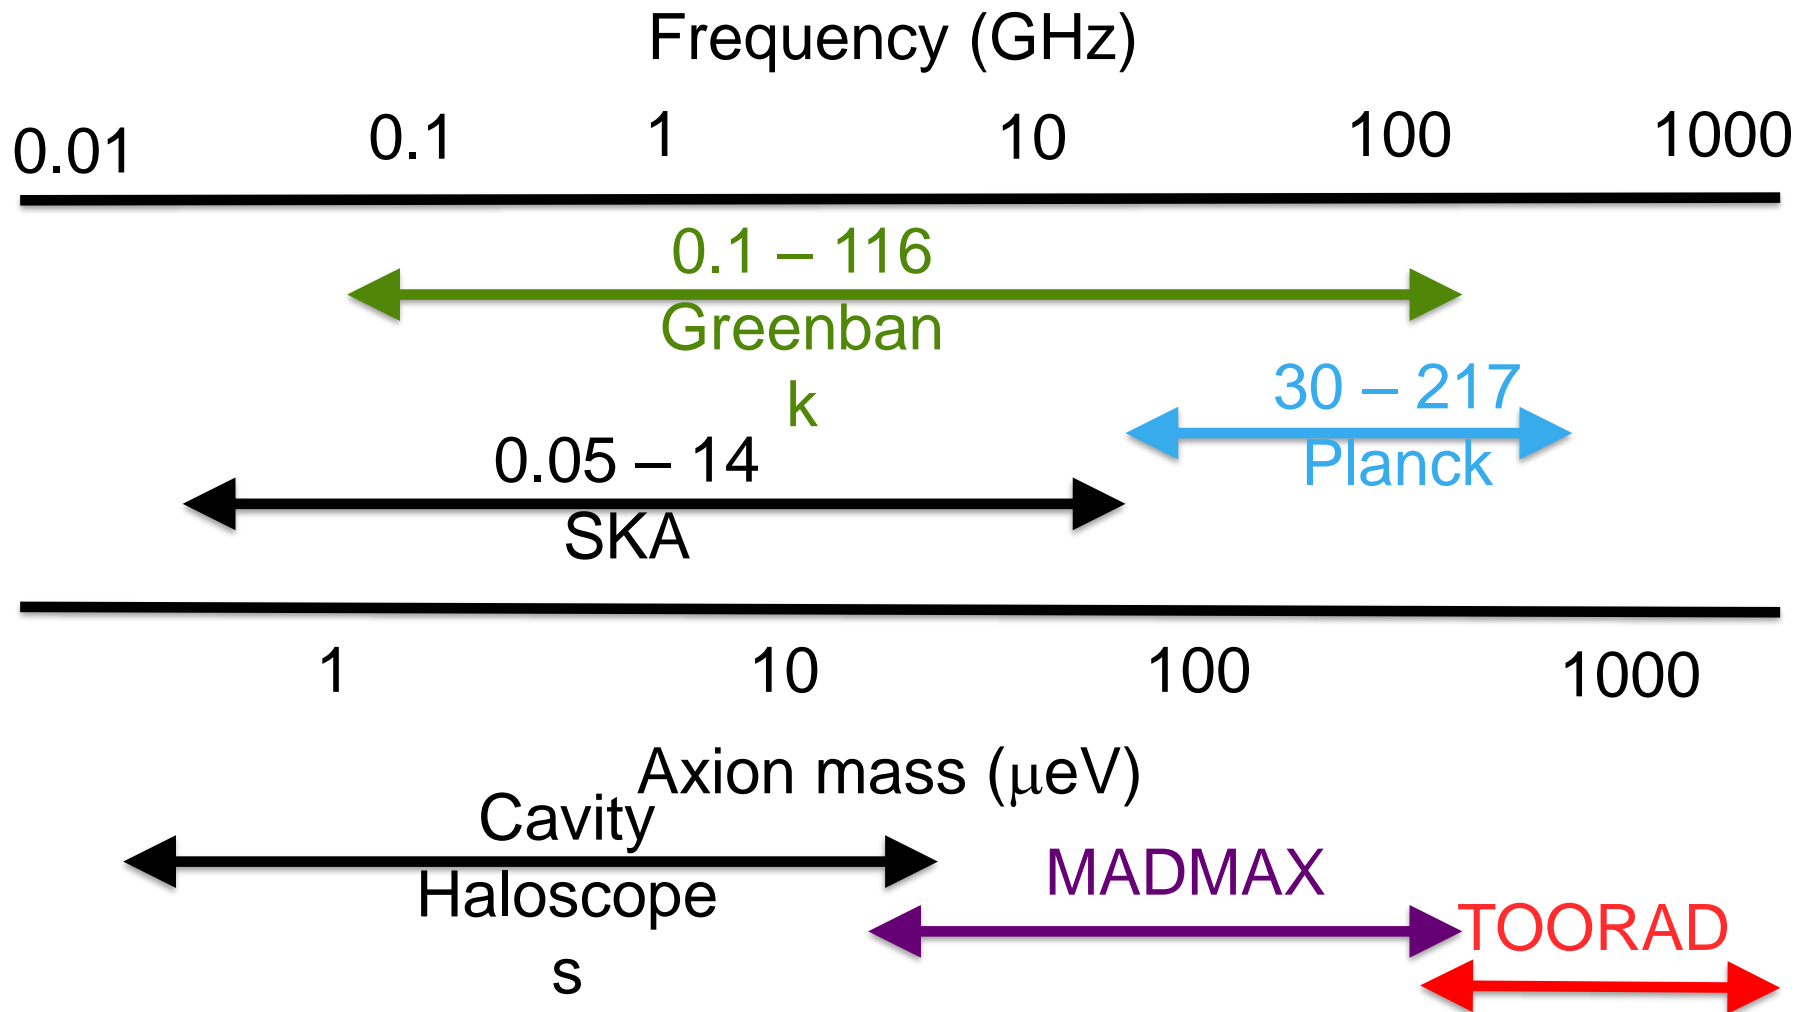 Frequency (GHz)
0.01 0.1 1 10 100 1000
0.1 – 116
Greenban
k
30 – 217
Planck
0.05 – 14
SKA
1 10 100 1000
Axion mass (μeV)
Cavity
Haloscope
s
MADMAX
TOORAD